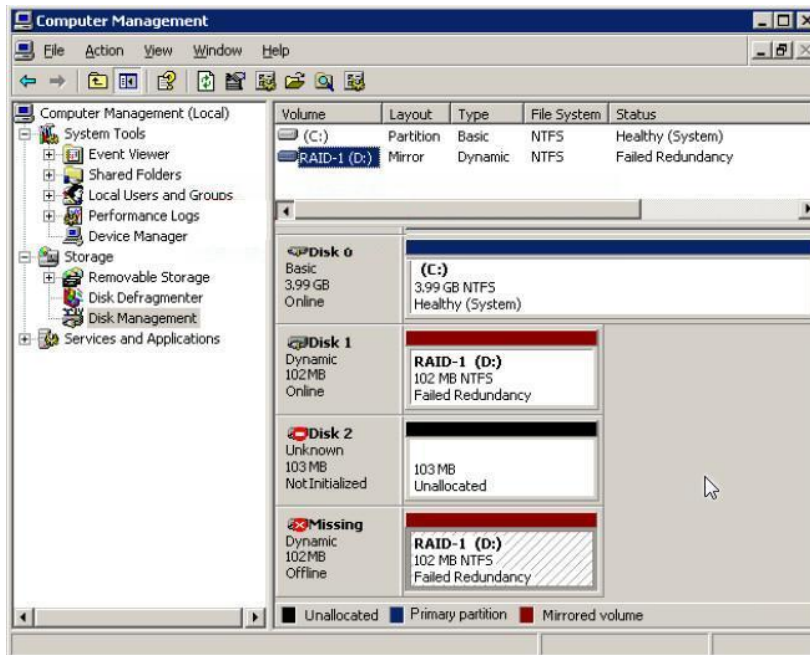 Computer Management
File Action View Window Help
Computer Management (Local)
System Tools
Event Viewer
Shared Folders
Local Users and Groups
Performance Logs
Device Manager
Storage
Removable Storage
Disk Defragmenter
Disk Management
Services and Applications
Volume Layout Type File System Status
(C:) Partition Basic NTFS Healthy (System)
RAID-1 (D:) Mirror Dynamic NTFS Failed Redundancy
Disk 0
Basic
3.99 GB
Online
(C:)
3.99 GB NTFS
Healthy (System)
Disk 1
Dynamic
102 MB
Online
RAID-1 (D:)
102 MB NTFS
Failed Redundancy
Disk 2
Unknown
103 MB
Not Initialized
103 MB
Unallocated
Missing
Dynamic
102 MB
Offline
RAID-1 (D:)
102 MB NTFS
Failed Redundancy
Unallocated Primary partition Mirrored volume